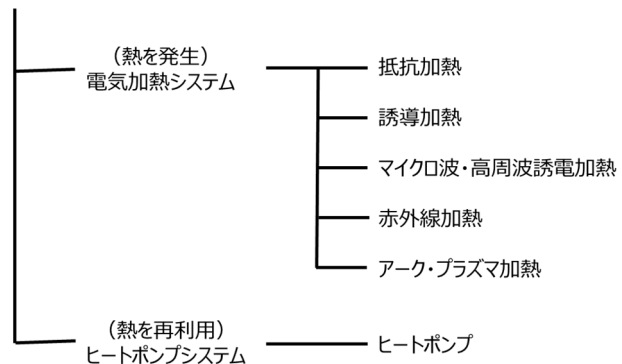 （熱を発生）
電気加熱システム
抵抗加熱
誘導加熱
マイクロ波・高周波誘電加熱
赤外線加熱
アーク・プラズマ加熱
（熱を再利用）
ヒートポンプシステム
ヒートポンプ